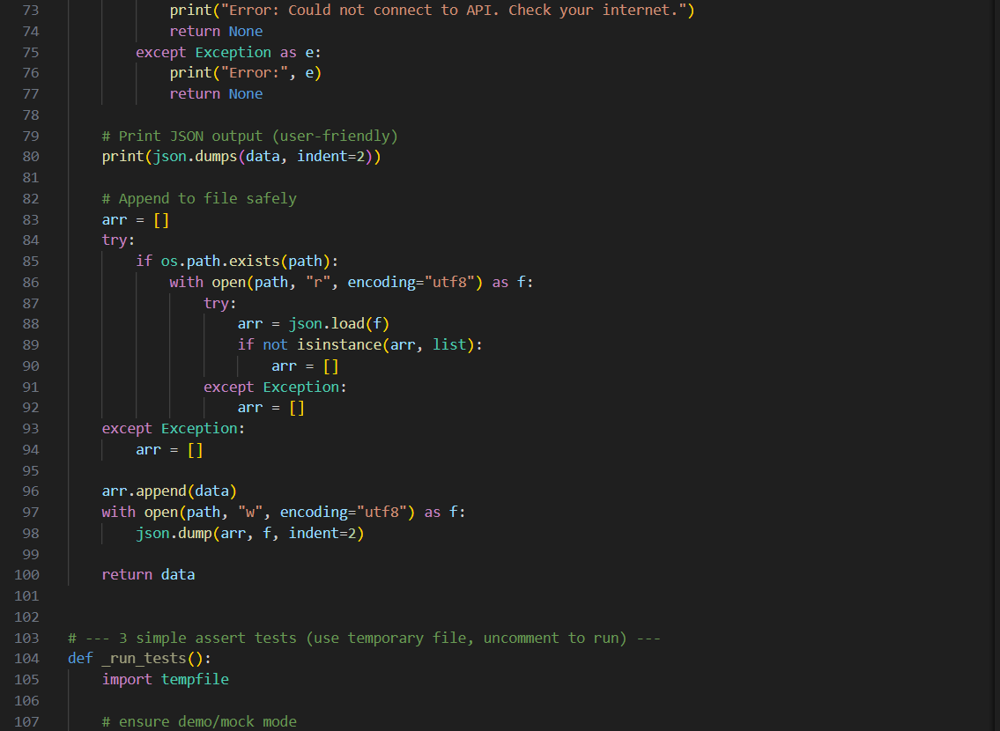 73 print("Error: Could not connect to API. Check your internet.")
74 return None
75 except Exception as e:
76 print("Error:", e)
77 return None
78
79 # Print JSON output (user-friendly)
80 print(json.dumps(data, indent=2))
81
82 # Append to file safely
83 arr = []
84 try:
85 if os.path.exists(path):
86 with open(path, "r", encoding="utf8") as f:
87 try:
88 arr = json.load(f)
89 if not isinstance(arr, list):
90 arr = []
91 except Exception:
92 arr = []
93 except Exception:
94 arr = []
95
96 arr.append(data)
97 with open(path, "w", encoding="utf8") as f:
98 json.dump(arr, f, indent=2)
99
100 return data
101
102
103 # --- 3 simple assert tests (use temporary file, uncomment to run) ---
104 def _run_tests():
105 import tempfile
106
107 # ensure demo/mock mode